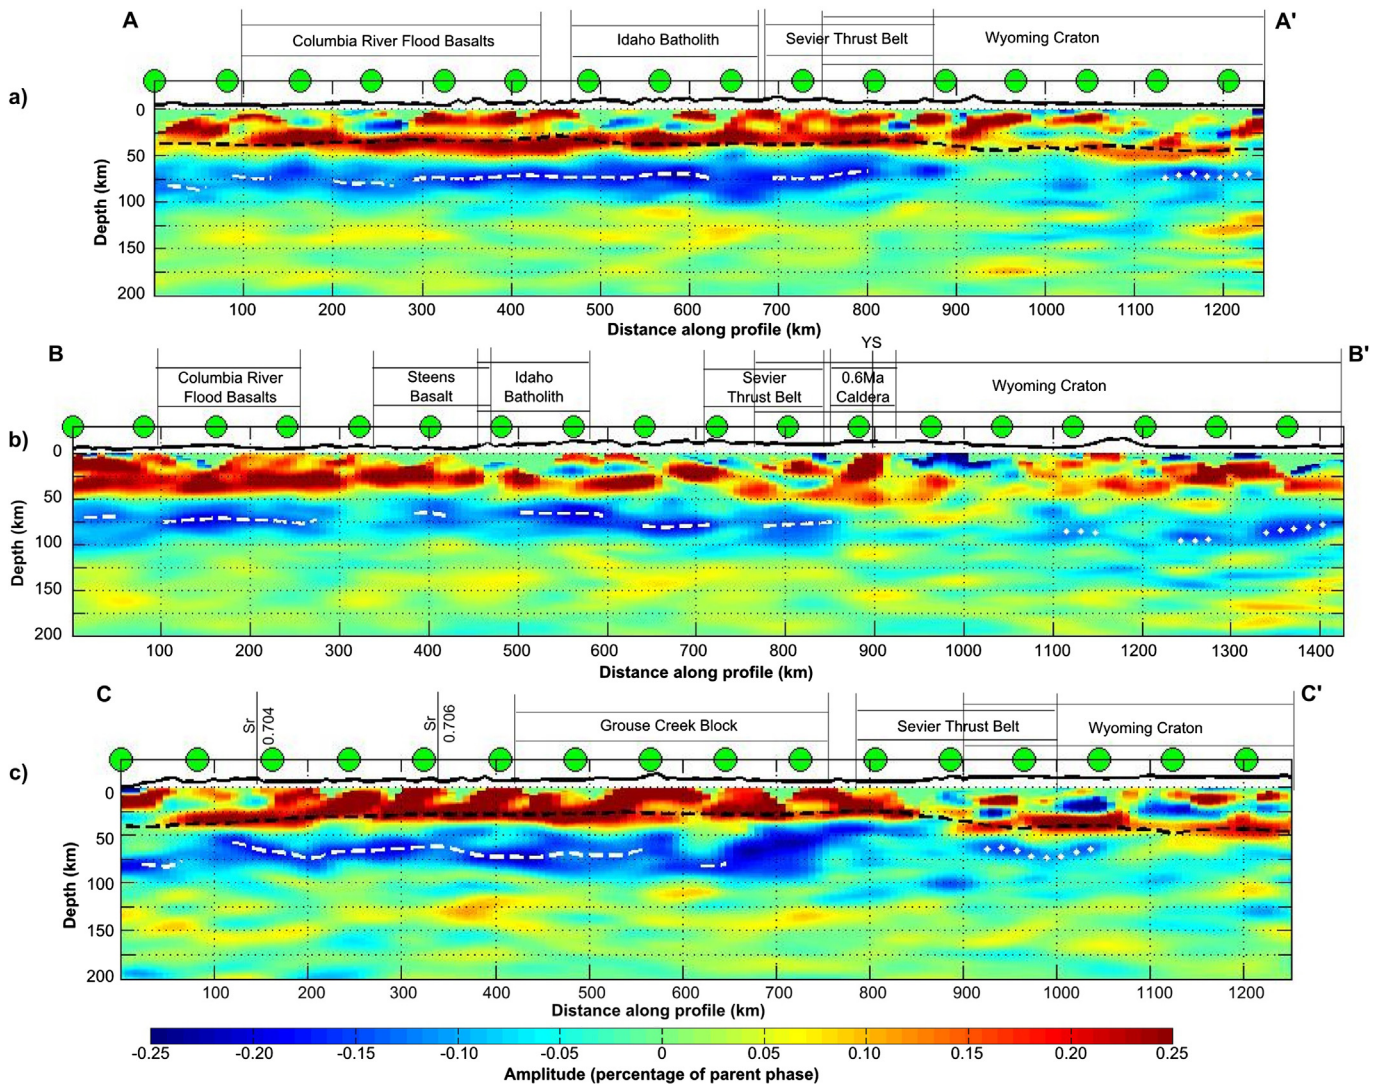 A
A'
Columbia River Flood Basalts
Idaho Batholith
Sevier Thrust Belt
Wyoming Craton
a)
0
50
100
150
200
Depth (km)
100 200 300 400 500 600 700 800 900 1000 1100 1200
Distance along profile (km)
YS
B
B'
Columbia River
Flood Basalts
Steens
Basalt
Idaho
Batholith
Sevier
Thrust Belt
0.6Ma
Caldera
Wyoming Craton
b)
0
50
100
150
200
Depth (km)
100 200 300 400 500 600 700 800 900 1000 1100 1200 1300 1400
Distance along profile (km)
C
C'
Sr
0.704
Sr
0.706
Grouse Creek Block
Sevier Thrust Belt
Wyoming Craton
c)
0
50
100
150
200
Depth (km)
100 200 300 400 500 600 700 800 900 1000 1100 1200
Distance along profile (km)
-0.25 -0.20 -0.15 -0.10 -0.05 0 0.05 0.10 0.15 0.20 0.25
Amplitude (percentage of parent phase)